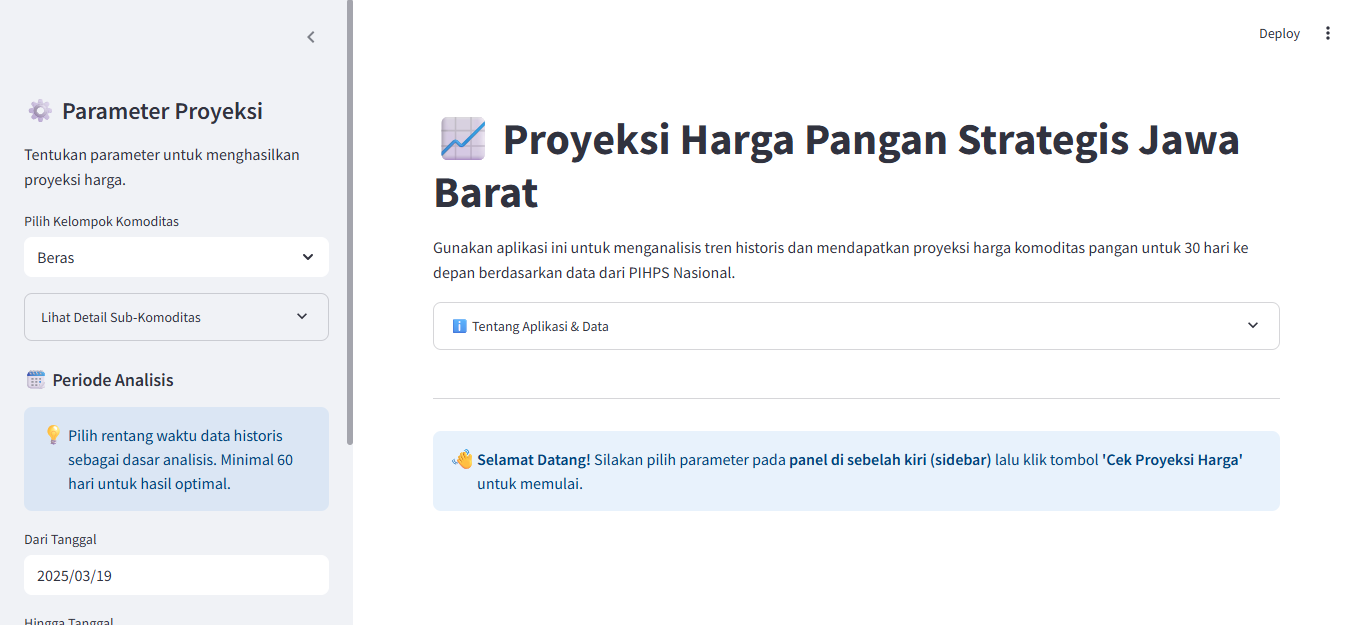 Deploy
Parameter Proyeksi
Tentukan parameter untuk menghasilkan
proyeksi harga.
Pilih Kelompok Komoditas
Beras
Lihat Detail Sub-Komoditas
Periode Analisis
Pilih rentang waktu data historis
sebagai dasar analisis. Minimal 60
hari untuk hasil optimal.
Dari Tanggal
2025/03/19
Hingga Tanggal
Proyeksi Harga Pangan Strategis Jawa
Barat
Gunakan aplikasi ini untuk menganalisis tren historis dan mendapatkan proyeksi harga komoditas pangan untuk 30 hari ke
depan berdasarkan data dari PIHPS Nasional.
Tentang Aplikasi & Data
Selamat Datang! Silakan pilih parameter pada panel di sebelah kiri (sidebar) lalu klik tombol 'Cek Proyeksi Harga'
untuk memulai.